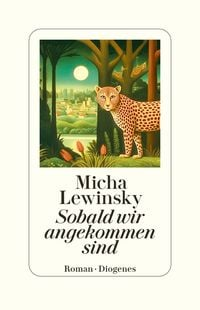 Micha
Lewinsky
Sobald wir
angekommen
sind
Roman · Diogenes